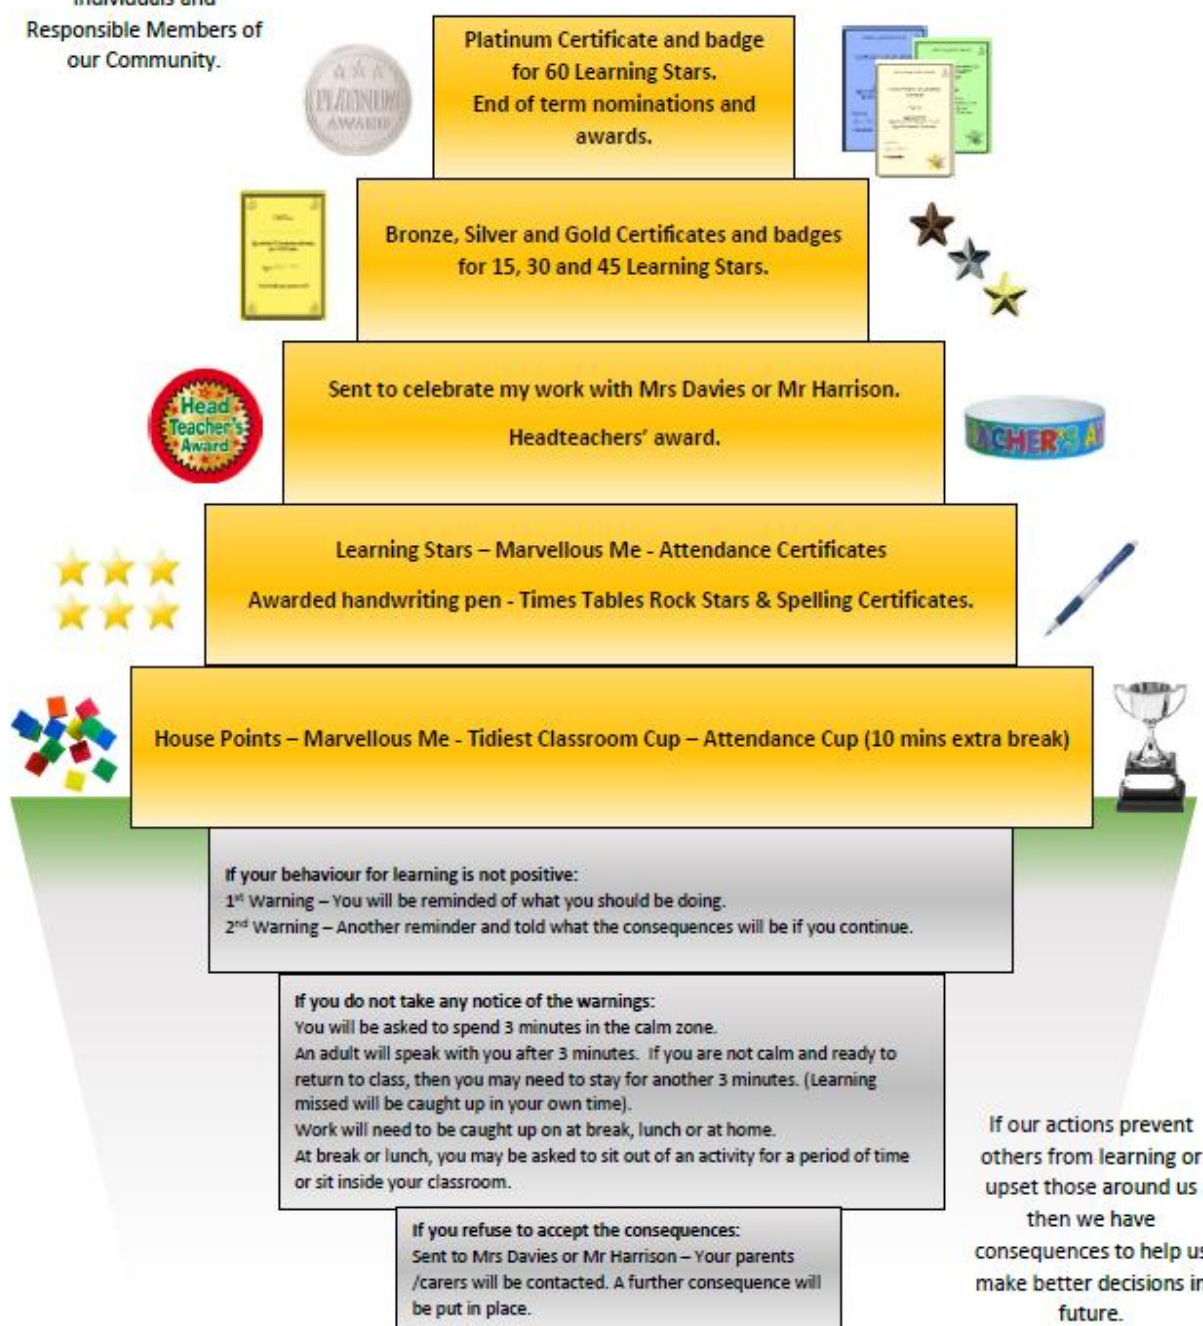 Individuals and
Responsible Members of
our Community.
Platinum Certificate and badge
for 60 Learning Stars.
End of term nominations and
awards.
PLATINUM
AWARD
Bronze, Silver and Gold Certificates and badges
for 15, 30 and 45 Learning Stars.
Sent to celebrate my work with Mrs Davies or Mr Harrison.
Headteachers' award.
Head
Teacher's
Award
Learning Stars – Marvellous Me - Attendance Certificates
Awarded handwriting pen - Times Tables Rock Stars & Spelling Certificates.
House Points – Marvellous Me - Tidiest Classroom Cup – Attendance Cup (10 mins extra break)
If your behaviour for learning is not positive:
1st Warning – You will be reminded of what you should be doing.
2nd Warning – Another reminder and told what the consequences will be if you continue.
If you do not take any notice of the warnings:
You will be asked to spend 3 minutes in the calm zone.
An adult will speak with you after 3 minutes. If you are not calm and ready to
return to class, then you may need to stay for another 3 minutes. (Learning
missed will be caught up in your own time).
Work will need to be caught up on at break, lunch or at home.
At break or lunch, you may be asked to sit out of an activity for a period of time
or sit inside your classroom.
If you refuse to accept the consequences:
Sent to Mrs Davies or Mr Harrison – Your parents
/carers will be contacted. A further consequence will
be put in place.
If our actions prevent
others from learning or
upset those around us
then we have
consequences to help us
make better decisions in
future.